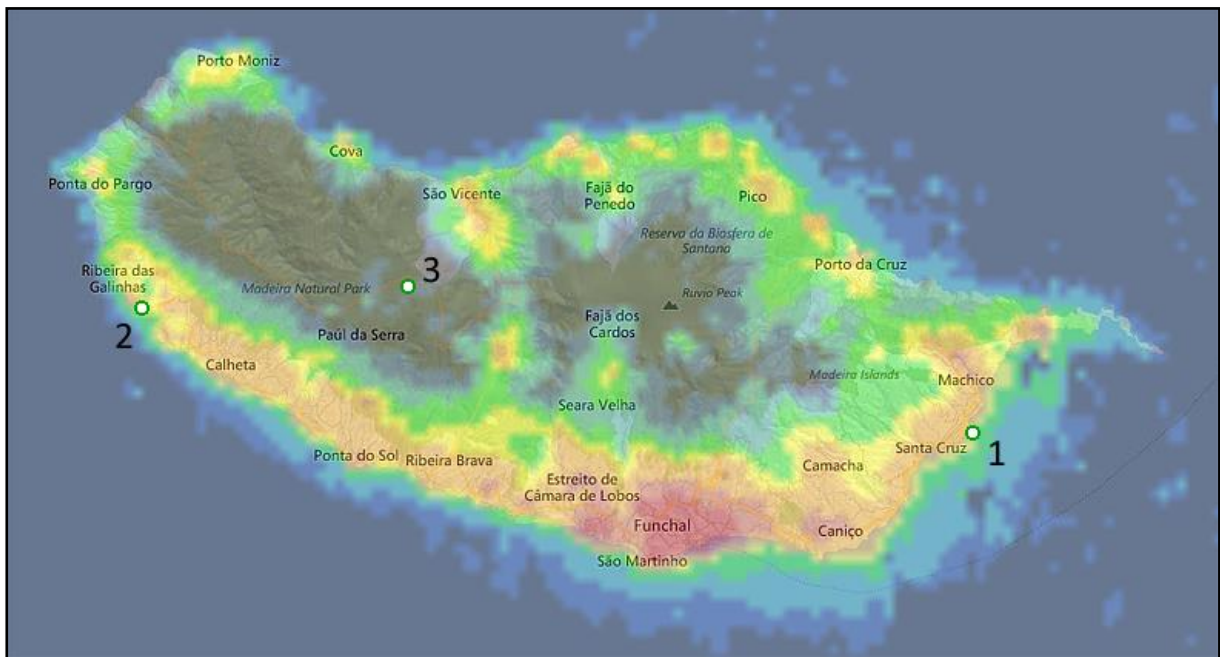 Porto Moniz
Cova
Ponta do Pargo
São Vicente
Fajã do
Penedo
Pico
Reserva da Biasfera de
Santana
Ribeira das
Galinhas
Madeira Natural Park
3
Porto da Cruz
Ruvio Peak
2
Paúl da Serra
Fajã dos
Cardos
Calheta
Madeira Islands
Machico
Seara Velha
Ponta do Sol
Ribeira Brava
Camacha
Santa Cruz
1
Estreito de
Câmara de Lobos
Funchal
Caniço
São Martinho